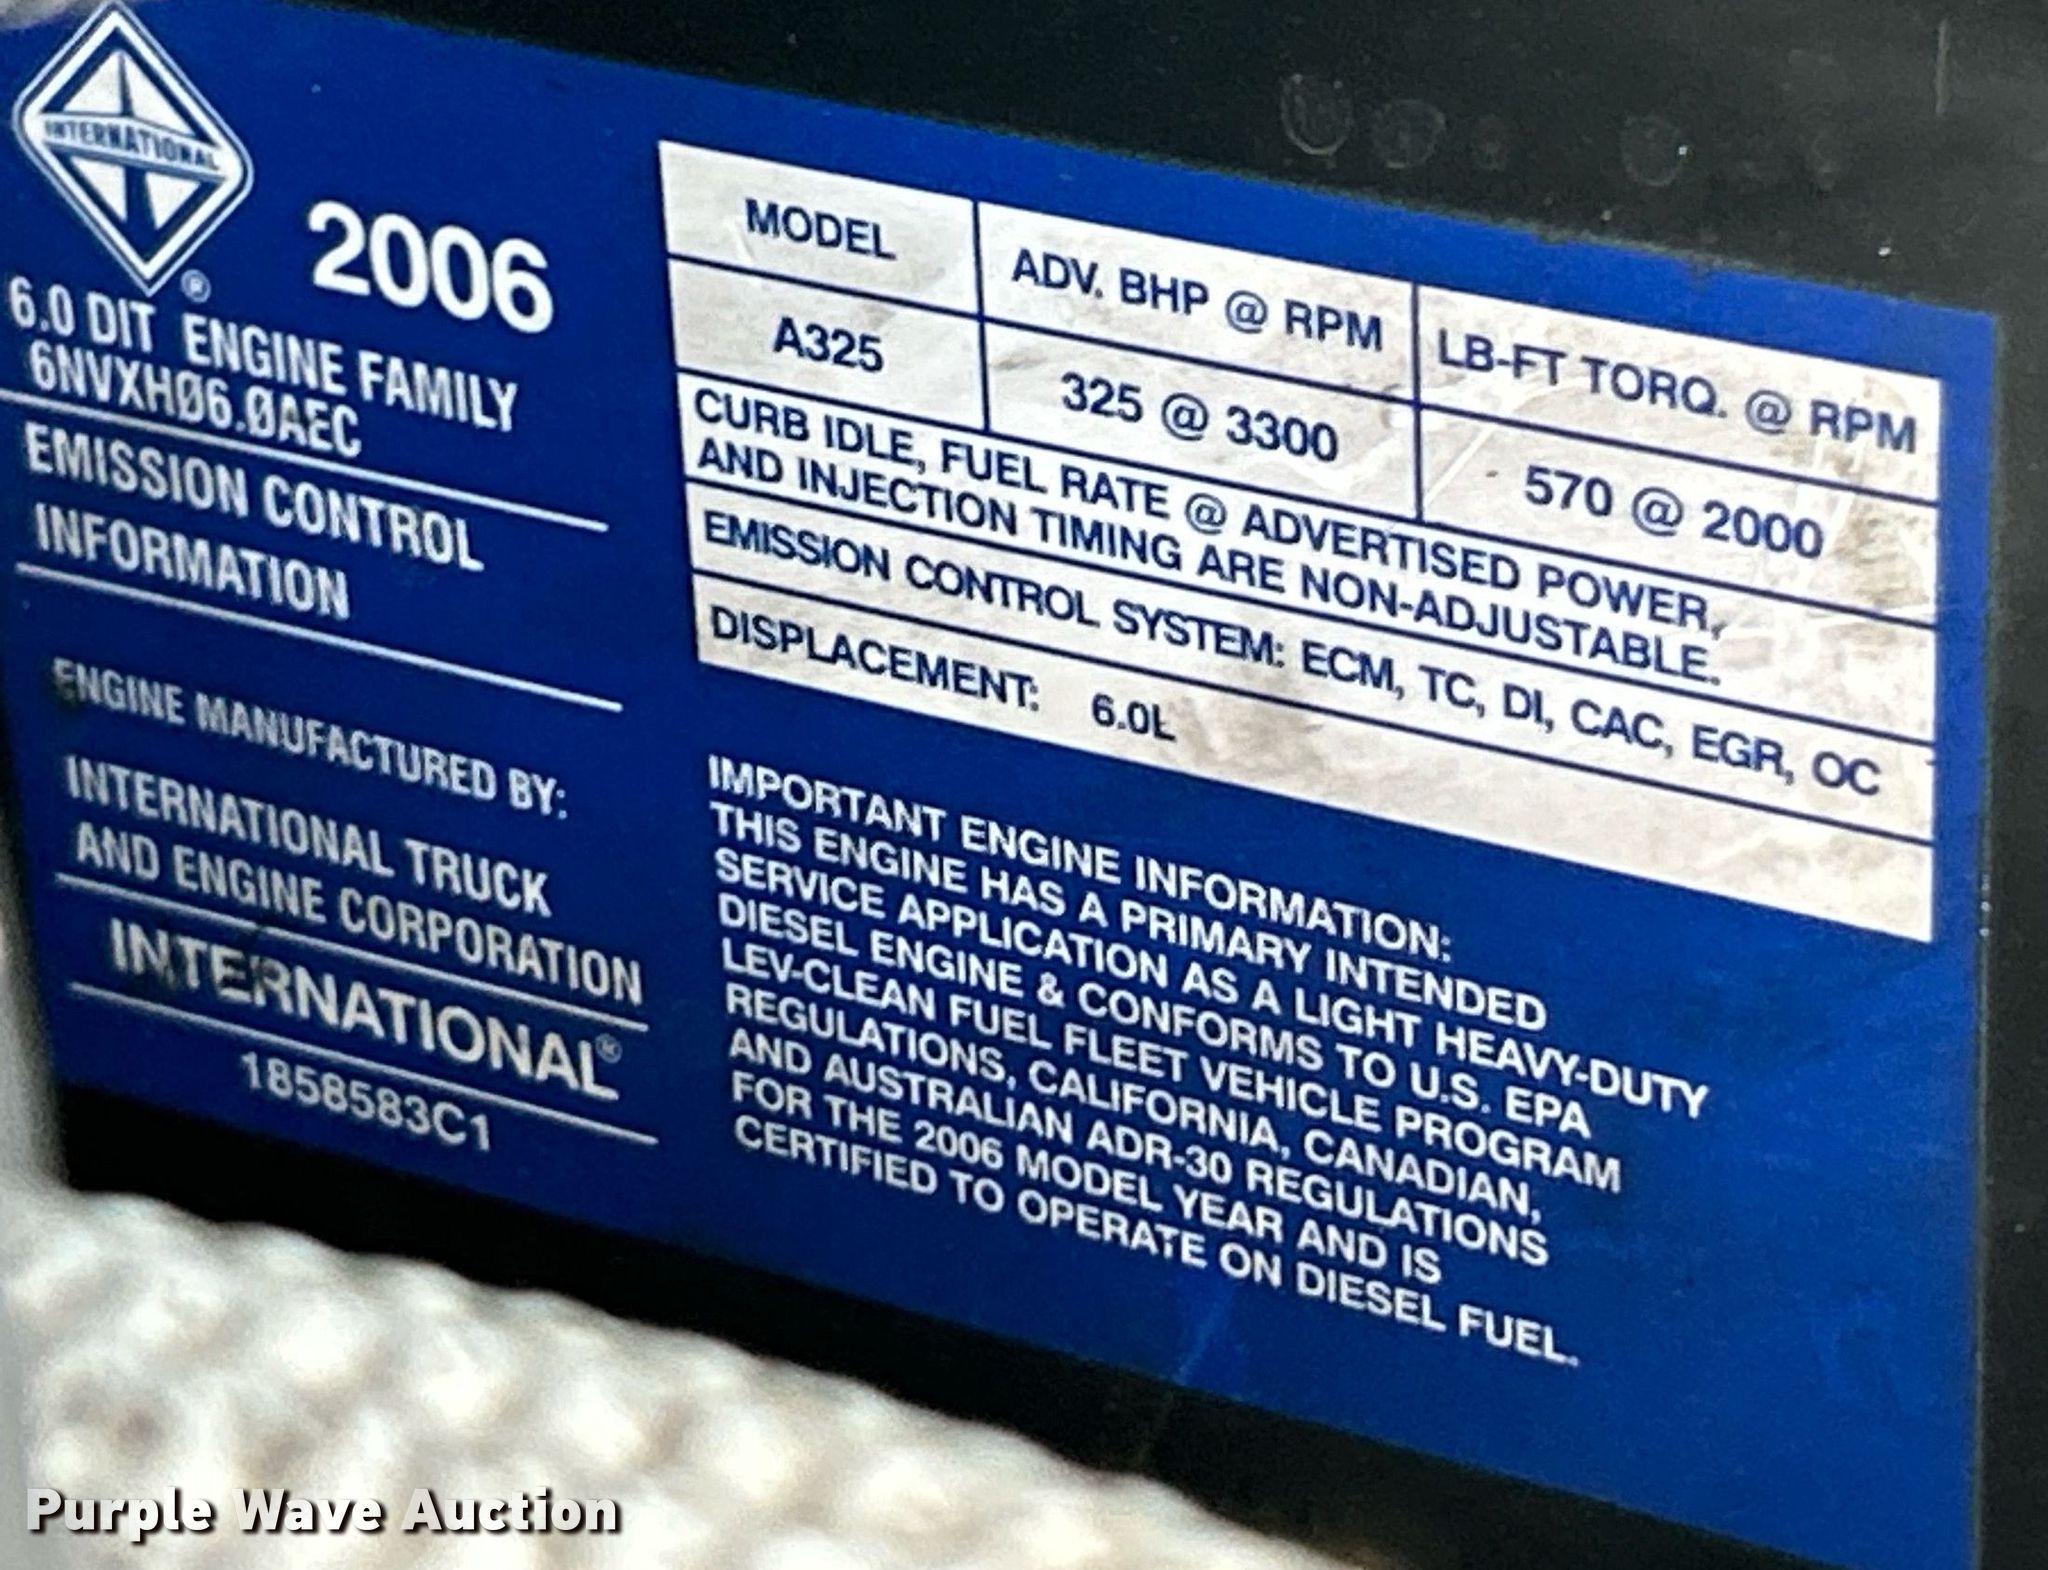 INTERNATIONAL
®
2006
6.0 DIT ENGINE FAMILY
6NVXHØ6.ØAEC
EMISSION CONTROL
INFORMATION
ENGINE MANUFACTURED BY:
INTERNATIONAL TRUCK
AND ENGINE CORPORATION
INTERNATIONAL®
1858583C1
MODEL ADV. BHP @ RPM LB-FT TORQ. @ RPM
A325 325 @ 3300 570 @ 2000
CURB IDLE, FUEL RATE @ ADVERTISED POWER,
AND INJECTION TIMING ARE NON-ADJUSTABLE.
EMISSION CONTROL SYSTEM: ECM, TC, DI, CAC, EGR, OC
DISPLACEMENT: 6.0L
IMPORTANT ENGINE INFORMATION:
THIS ENGINE HAS A PRIMARY INTENDED
SERVICE APPLICATION AS A LIGHT HEAVY-DUTY
DIESEL ENGINE & CONFORMS TO U.S. EPA
LEV-CLEAN FUEL FLEET VEHICLE PROGRAM
REGULATIONS, CALIFORNIA, CANADIAN,
AND AUSTRALIAN ADR-30 REGULATIONS
FOR THE 2006 MODEL YEAR AND IS
CERTIFIED TO OPERATE ON DIESEL FUEL.
Purple Wave Auction